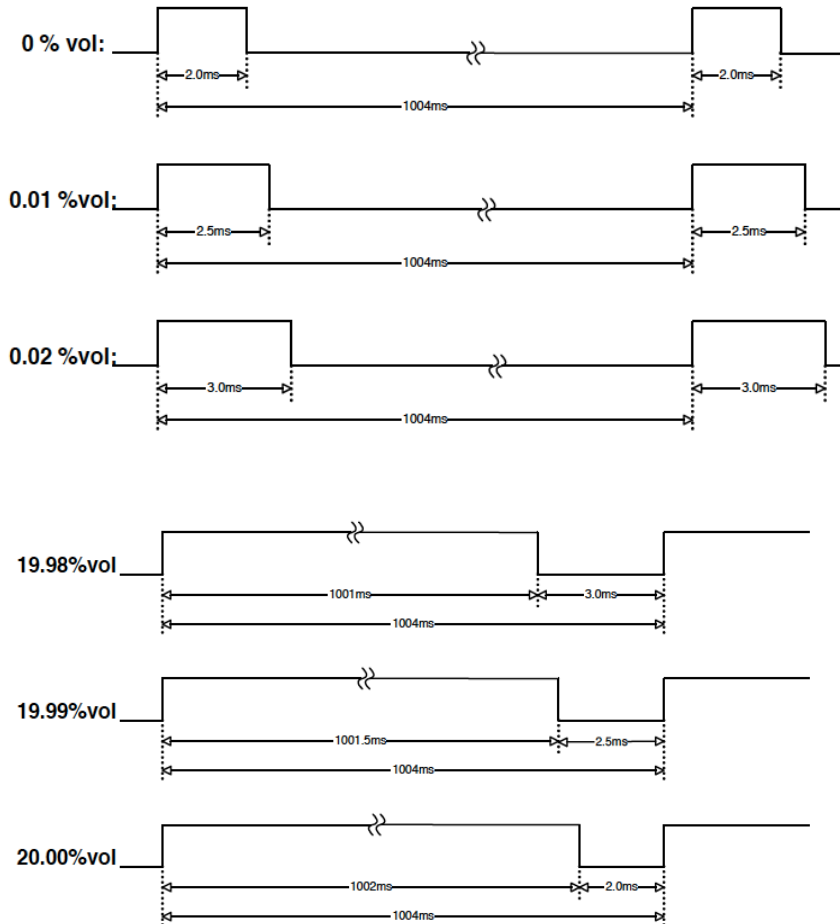 0 % vol:
2.0ms 2.0ms
1004ms
0.01 %vol:
2.5ms 2.5ms
1004ms
0.02 %vol:
3.0ms 3.0ms
1004ms
19.98%vol
1001ms 3.0ms
1004ms
19.99%vol
1001.5ms 2.5ms
1004ms
20.00%vol
1002ms 2.0ms
1004ms